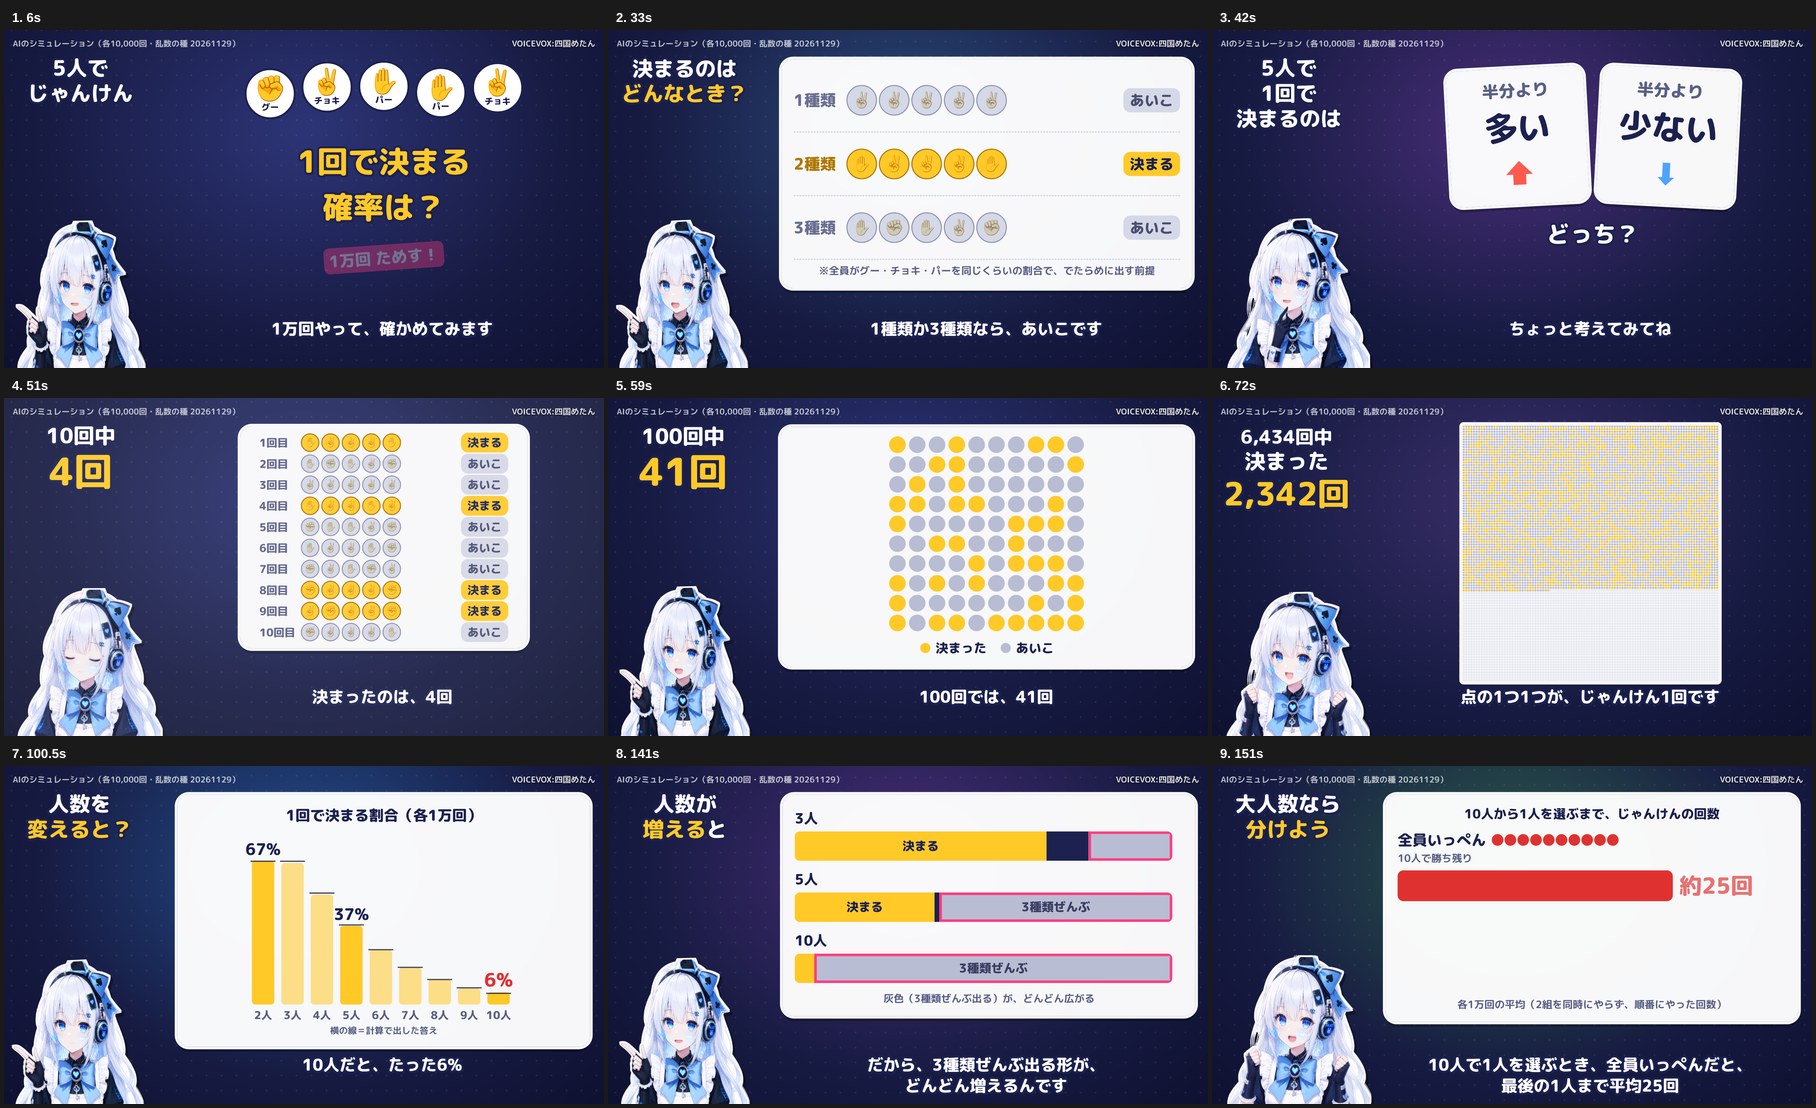 1. 6s
AIのシミュレーション（各10,000回・乱数の種 20261129）
VOICEVOX:四国めたん
5人で
じゃんけん
グー
チョキ
パー
パー
チョキ
1回で決まる
確率は？
1万回 ためす！
1万回やって、確かめてみます
2. 33s
AIのシミュレーション（各10,000回・乱数の種 20261129）
VOICEVOX:四国めたん
決まるのは
どんなとき？
1種類
あいこ
2種類
決まる
3種類
あいこ
※全員がグー・チョキ・パーを同じくらいの割合で、でたらめに出す前提
1種類か3種類なら、あいこです
3. 42s
AIのシミュレーション（各10,000回・乱数の種 20261129）
VOICEVOX:四国めたん
5人で
1回で
決まるのは
半分より
多い
半分より
少ない
どっち？
ちょっと考えてみてね
4. 51s
AIのシミュレーション（各10,000回・乱数の種 20261129）
VOICEVOX:四国めたん
10回中
4回
1回目
決まる
2回目
あいこ
3回目
あいこ
4回目
決まる
5回目
あいこ
6回目
あいこ
7回目
あいこ
8回目
決まる
9回目
決まる
10回目
あいこ
決まったのは、4回
5. 59s
AIのシミュレーション（各10,000回・乱数の種 20261129）
VOICEVOX:四国めたん
100回中
41回
決まった
あいこ
100回では、41回
6. 72s
AIのシミュレーション（各10,000回・乱数の種 20261129）
VOICEVOX:四国めたん
6,434回中
決まった
2,342回
点の1つ1つが、じゃんけん1回です
7. 100.5s
AIのシミュレーション（各10,000回・乱数の種 20261129）
VOICEVOX:四国めたん
人数を
変えると？
1回で決まる割合（各1万回）
67%
37%
6%
2人 3人 4人 5人 6人 7人 8人 9人 10人
横の線＝計算で出した答え
10人だと、たった6%
8. 141s
AIのシミュレーション（各10,000回・乱数の種 20261129）
VOICEVOX:四国めたん
人数が
増えると
3人
決まる
5人
決まる
3種類ぜんぶ
10人
3種類ぜんぶ
灰色（3種類ぜんぶ出る）が、どんどん広がる
だから、3種類ぜんぶ出る形が、
どんどん増えるんです
9. 151s
AIのシミュレーション（各10,000回・乱数の種 20261129）
VOICEVOX:四国めたん
大人数なら
分けよう
10人から1人を選ぶまで、じゃんけんの回数
全員いっぺん
10人で勝ち残り
約25回
各1万回の平均（2組を同時にやらず、順番にやった回数）
10人で1人を選ぶとき、全員いっぺんだと、
最後の1人まで平均25回